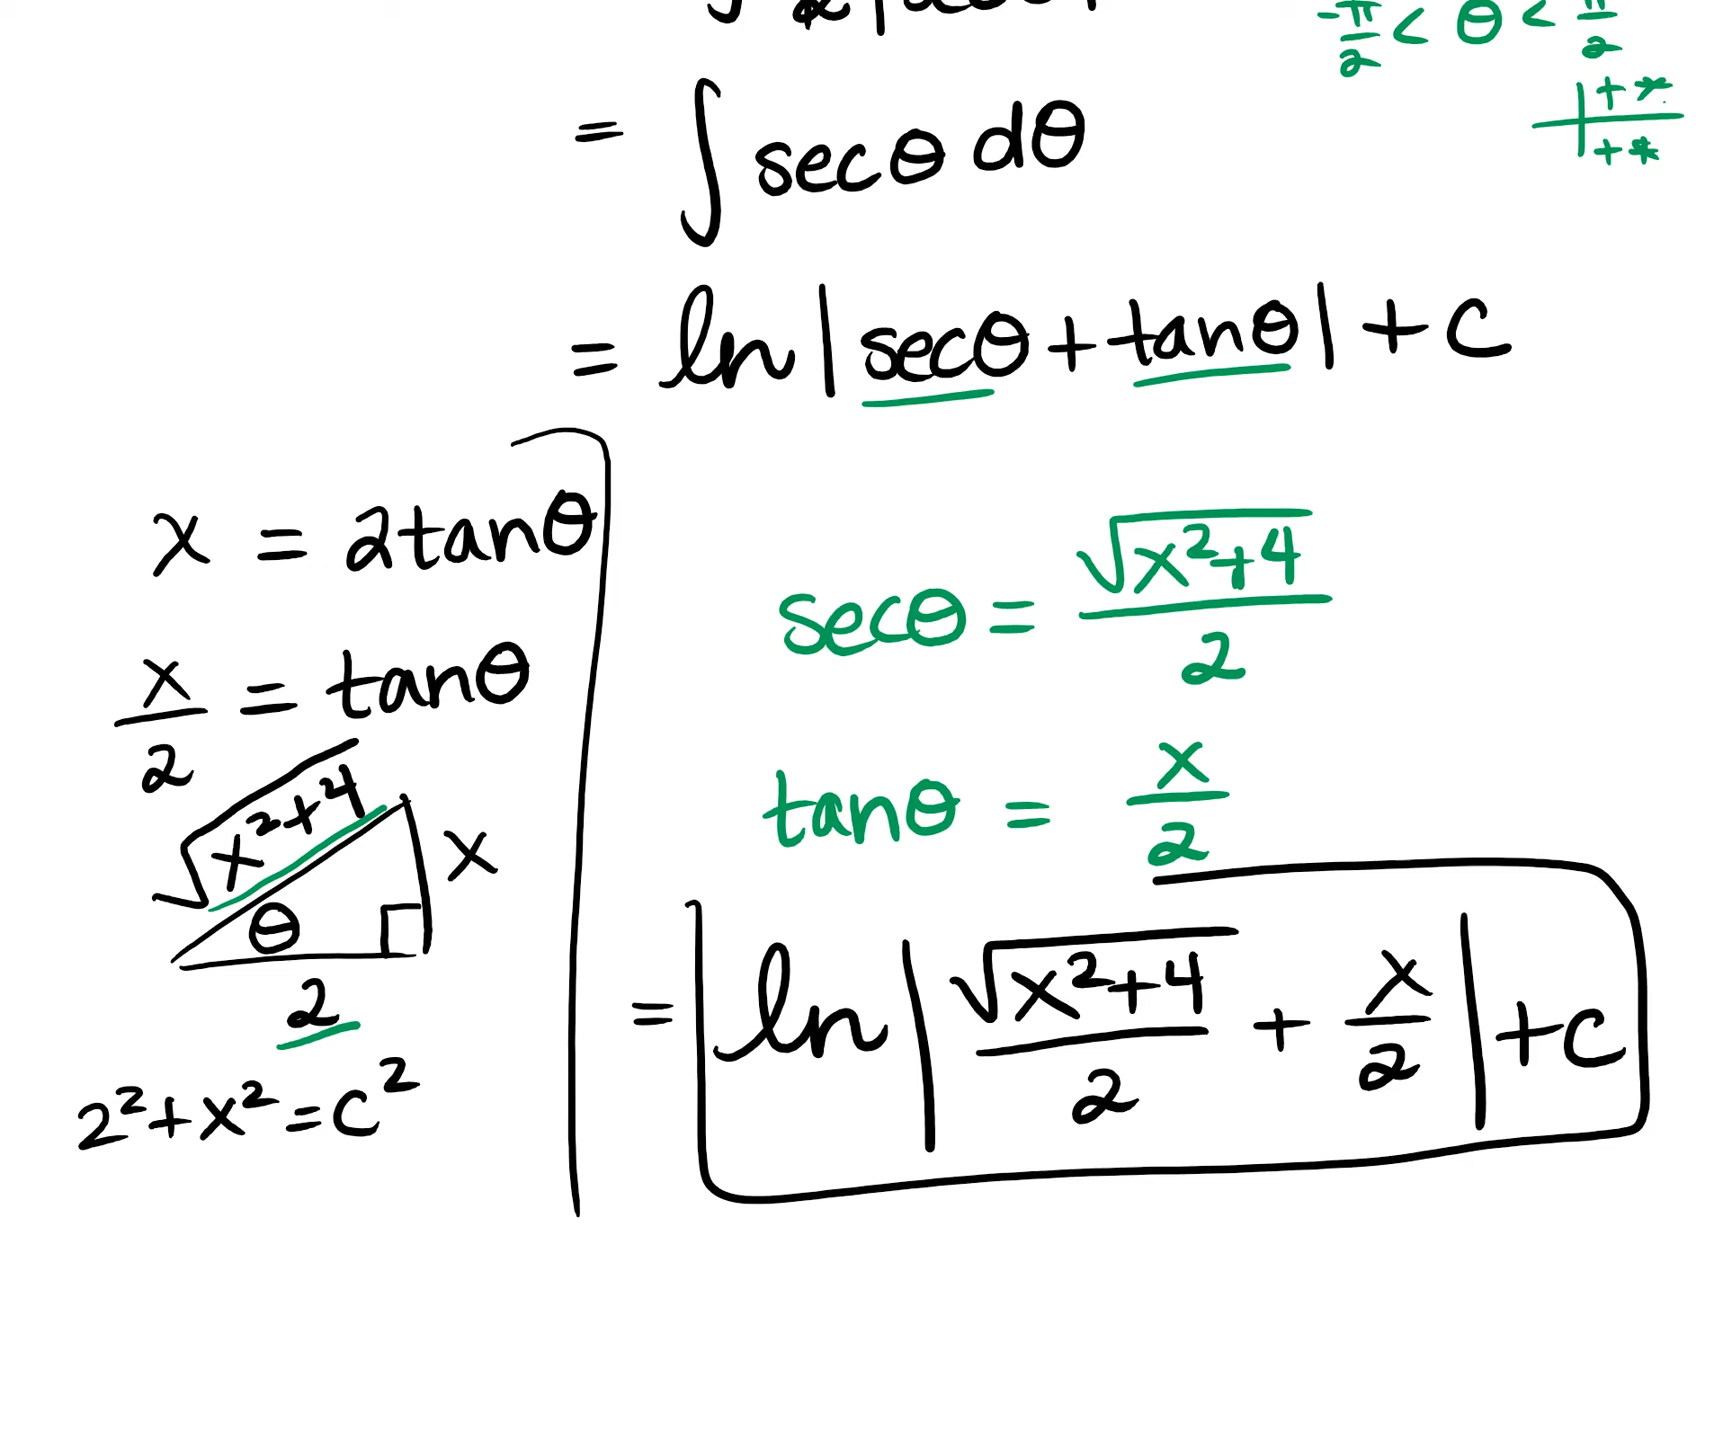 -π/2 < θ < π/2
+ *
+ *
= ∫ secθ dθ
= ln|secθ + tanθ| + C
x = 2tanθ
x/2 = tanθ
√(x²+4)
x
θ
2
2²+x²=c²
secθ = √(x²+4)/2
tanθ = x/2
= ln|√(x²+4)/2 + x/2| + C